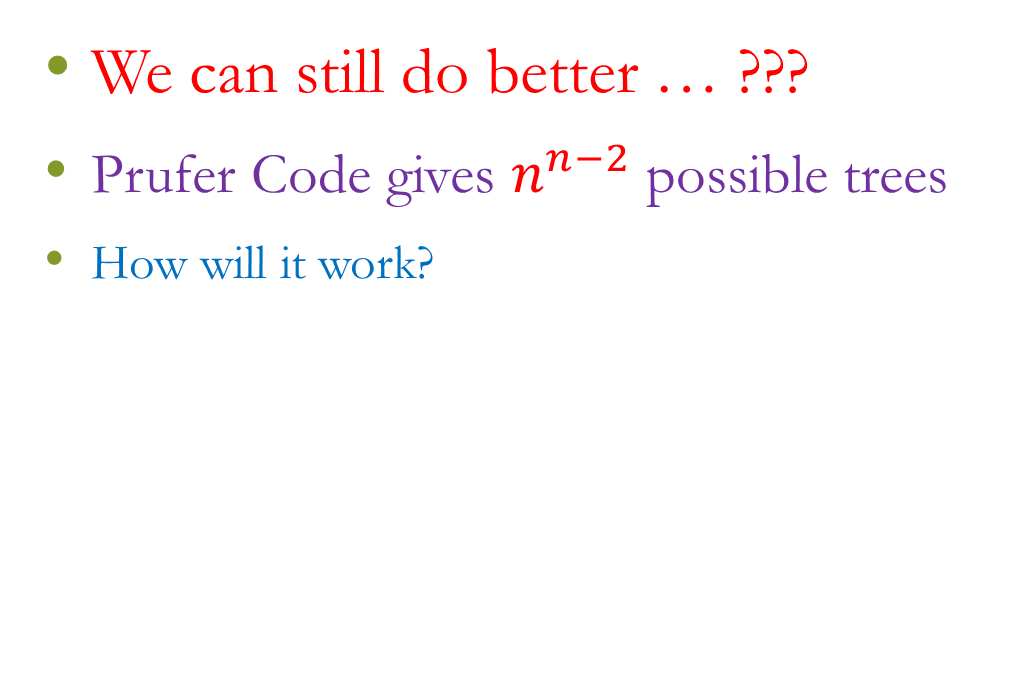 • We can still do better … ???
• Prufer Code gives $n^{n-2}$ possible trees
• How will it work?